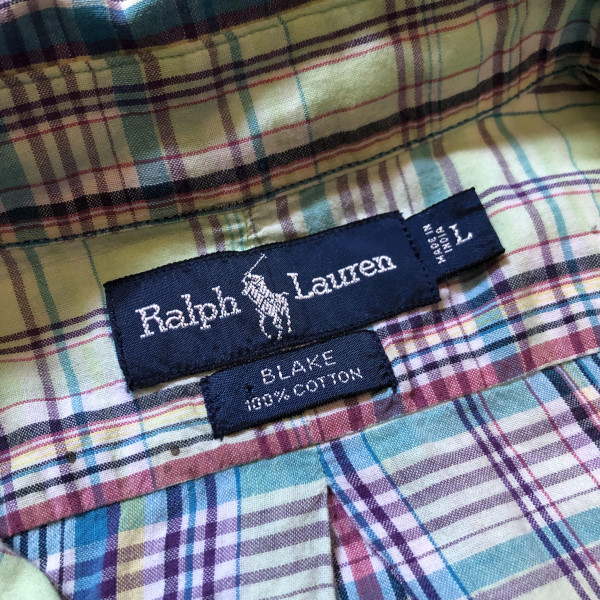 Ralph Lauren
BLAKE
100% COTTON
L
MADE IN
INDIA